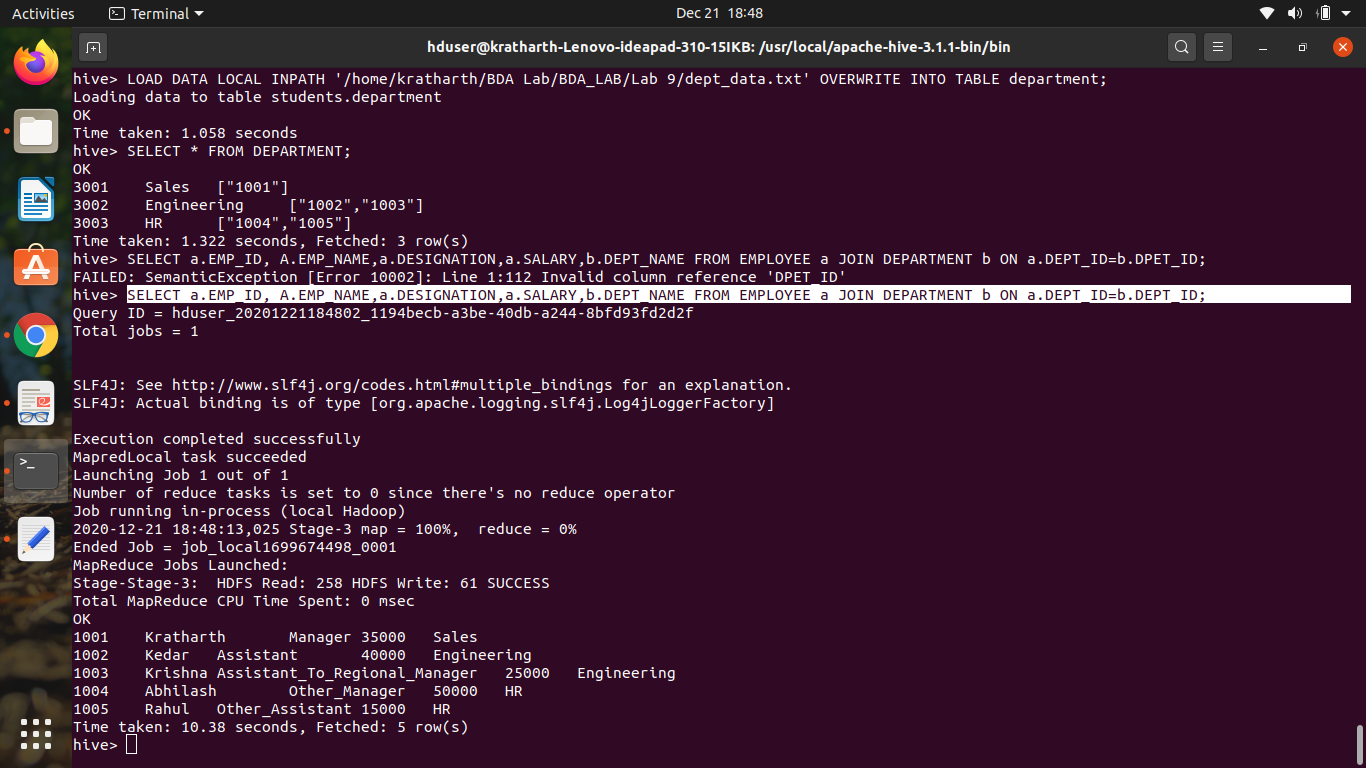 Activities Terminal Dec 21 18:48
hduser@kratharth-Lenovo-ideapad-310-15IKB: /usr/local/apache-hive-3.1.1-bin/bin
hive> LOAD DATA LOCAL INPATH '/home/kratharth/BDA Lab/BDA_LAB/Lab 9/dept_data.txt' OVERWRITE INTO TABLE department;
Loading data to table students.department
OK
Time taken: 1.058 seconds
hive> SELECT * FROM DEPARTMENT;
OK
3001    Sales   ["1001"]
3002    Engineering     ["1002","1003"]
3003    HR      ["1004","1005"]
Time taken: 1.322 seconds, Fetched: 3 row(s)
hive> SELECT a.EMP_ID, A.EMP_NAME,a.DESIGNATION,a.SALARY,b.DEPT_NAME FROM EMPLOYEE a JOIN DEPARTMENT b ON a.DEPT_ID=b.DPET_ID;
FAILED: SemanticException [Error 10002]: Line 1:112 Invalid column reference 'DPET_ID'
hive> SELECT a.EMP_ID, A.EMP_NAME,a.DESIGNATION,a.SALARY,b.DEPT_NAME FROM EMPLOYEE a JOIN DEPARTMENT b ON a.DEPT_ID=b.DEPT_ID;
Query ID = hduser_20201221184802_1194becb-a3be-40db-a244-8bfd93fd2d2f
Total jobs = 1
SLF4J: See http://www.slf4j.org/codes.html#multiple_bindings for an explanation.
SLF4J: Actual binding is of type [org.apache.logging.slf4j.Log4jLoggerFactory]
Execution completed successfully
MapredLocal task succeeded
Launching Job 1 out of 1
Number of reduce tasks is set to 0 since there's no reduce operator
Job running in-process (local Hadoop)
2020-12-21 18:48:13,025 Stage-3 map = 100%,  reduce = 0%
Ended Job = job_local1699674498_0001
MapReduce Jobs Launched:
Stage-Stage-3:  HDFS Read: 258 HDFS Write: 61 SUCCESS
Total MapReduce CPU Time Spent: 0 msec
OK
1001    Kratharth       Manager 35000   Sales
1002    Kedar   Assistant       40000   Engineering
1003    Krishna Assistant_To_Regional_Manager   25000   Engineering
1004    Abhilash        Other_Manager   50000   HR
1005    Rahul   Other_Assistant 15000   HR
Time taken: 10.38 seconds, Fetched: 5 row(s)
hive>